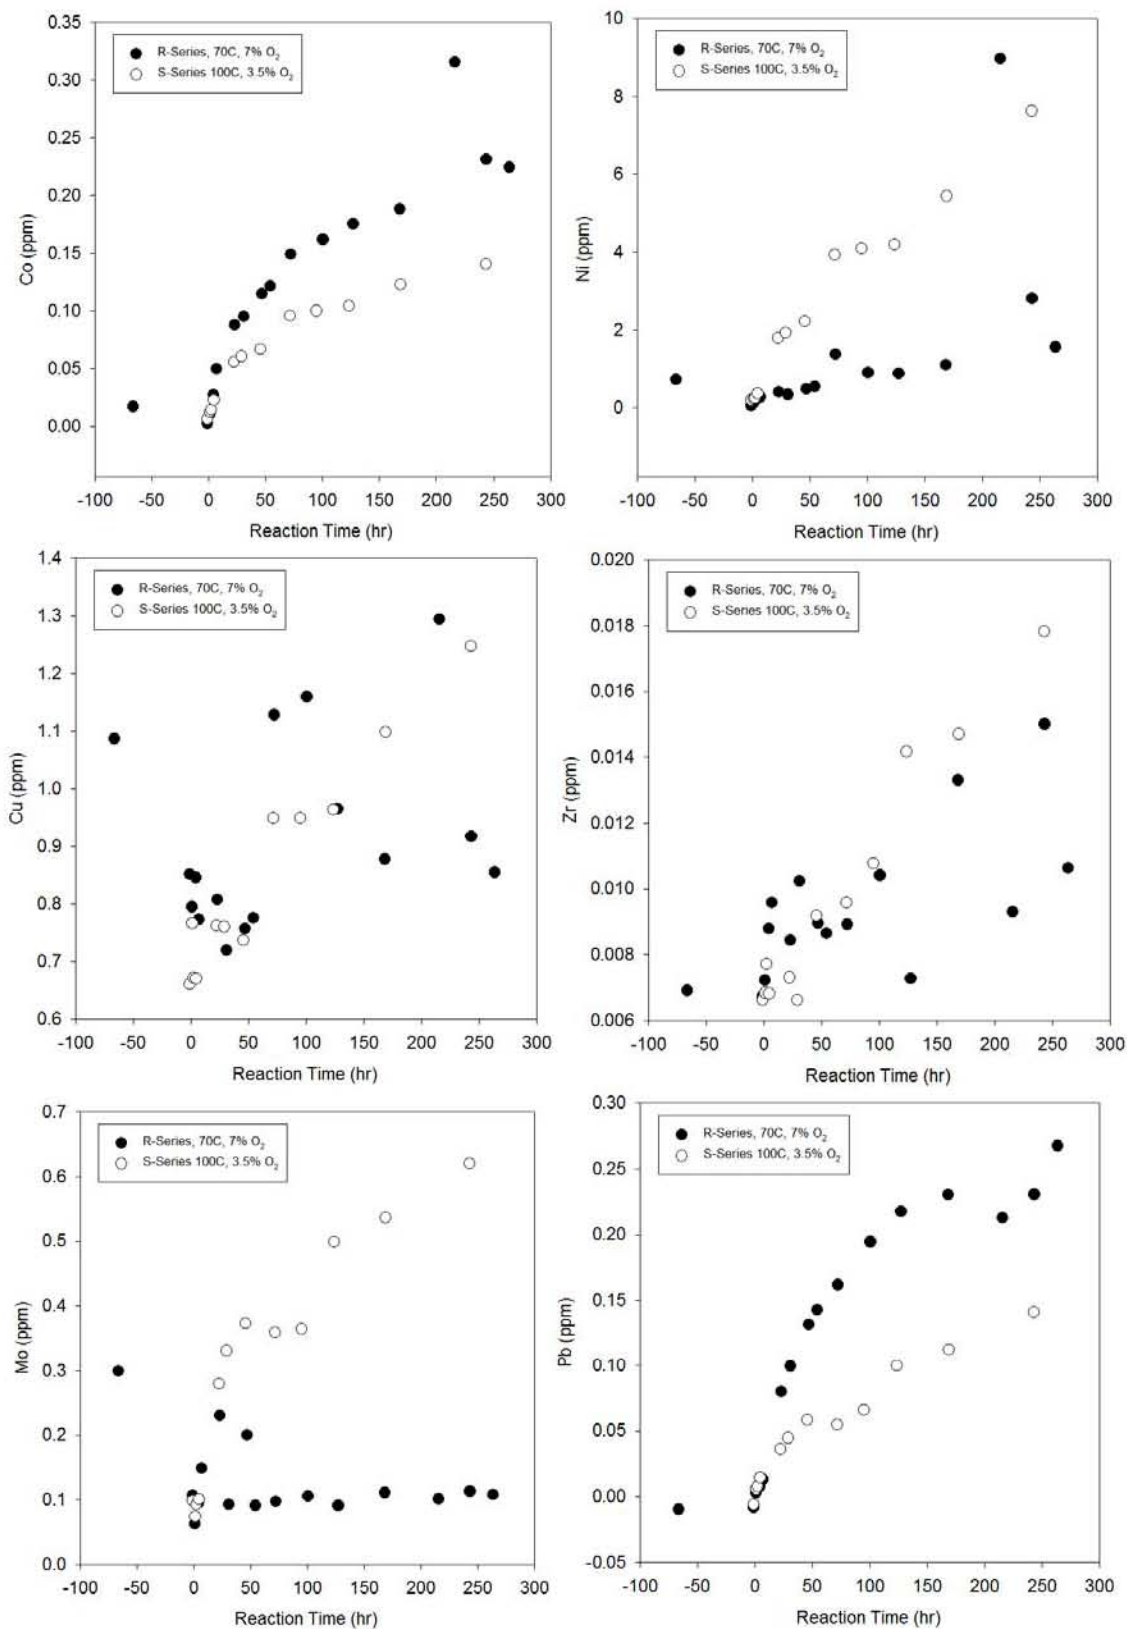 0.35
0.30
0.25
0.20
0.15
0.10
0.05
0.00
Co (ppm)
R-Series, 70C, 7% O₂
S-Series 100C, 3.5% O₂
-100 -50 0 50 100 150 200 250 300
Reaction Time (hr)
10
8
6
4
2
0
Ni (ppm)
R-Series, 70C, 7% O₂
S-Series 100C, 3.5% O₂
-100 -50 0 50 100 150 200 250 300
Reaction Time (hr)
1.4
1.3
1.2
1.1
1.0
0.9
0.8
0.7
0.6
Cu (ppm)
R-Series, 70C, 7% O₂
S-Series 100C, 3.5% O₂
-100 -50 0 50 100 150 200 250 300
Reaction Time (hr)
0.020
0.018
0.016
0.014
0.012
0.010
0.008
0.006
Zr (ppm)
R-Series, 70C, 7% O₂
S-Series 100C, 3.5% O₂
-100 -50 0 50 100 150 200 250 300
Reaction Time (hr)
0.7
0.6
0.5
0.4
0.3
0.2
0.1
0.0
Mo (ppm)
R-Series, 70C, 7% O₂
S-Series 100C, 3.5% O₂
-100 -50 0 50 100 150 200 250 300
Reaction Time (hr)
0.30
0.25
0.20
0.15
0.10
0.05
0.00
-0.05
Pb (ppm)
R-Series, 70C, 7% O₂
S-Series 100C, 3.5% O₂
-100 -50 0 50 100 150 200 250 300
Reaction Time (hr)